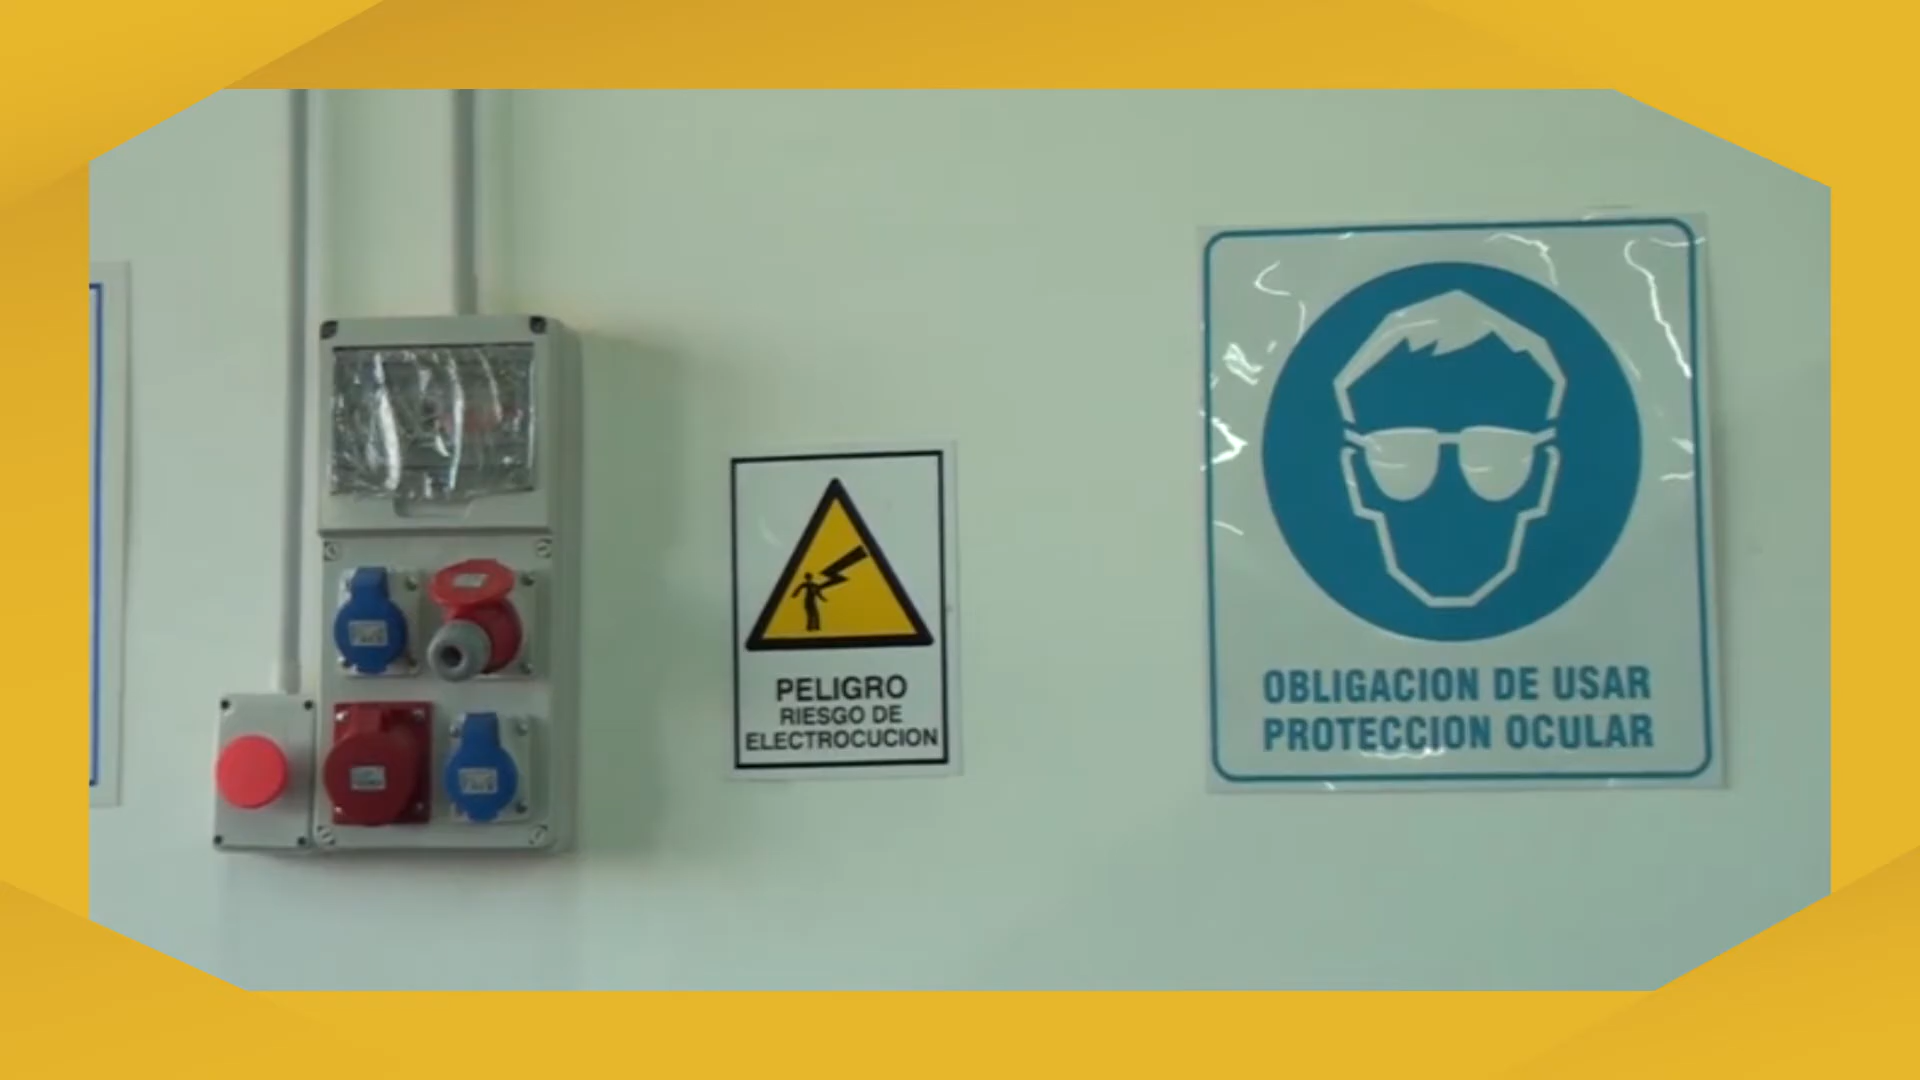 PELIGRO
RIESGO DE
ELECTROCUCION
OBLIGACION DE USAR
PROTECCION OCULAR